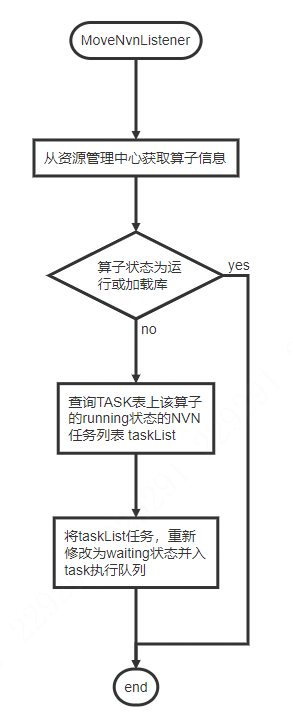 MoveNvnListener
从资源管理中心获取算子信息
算子状态为运
行或加载库
yes
no
查询TASK表上该算子
的running状态的NVN
任务列表 taskList
将taskList任务，重新
修改为waiting状态并入
task执行队列
end